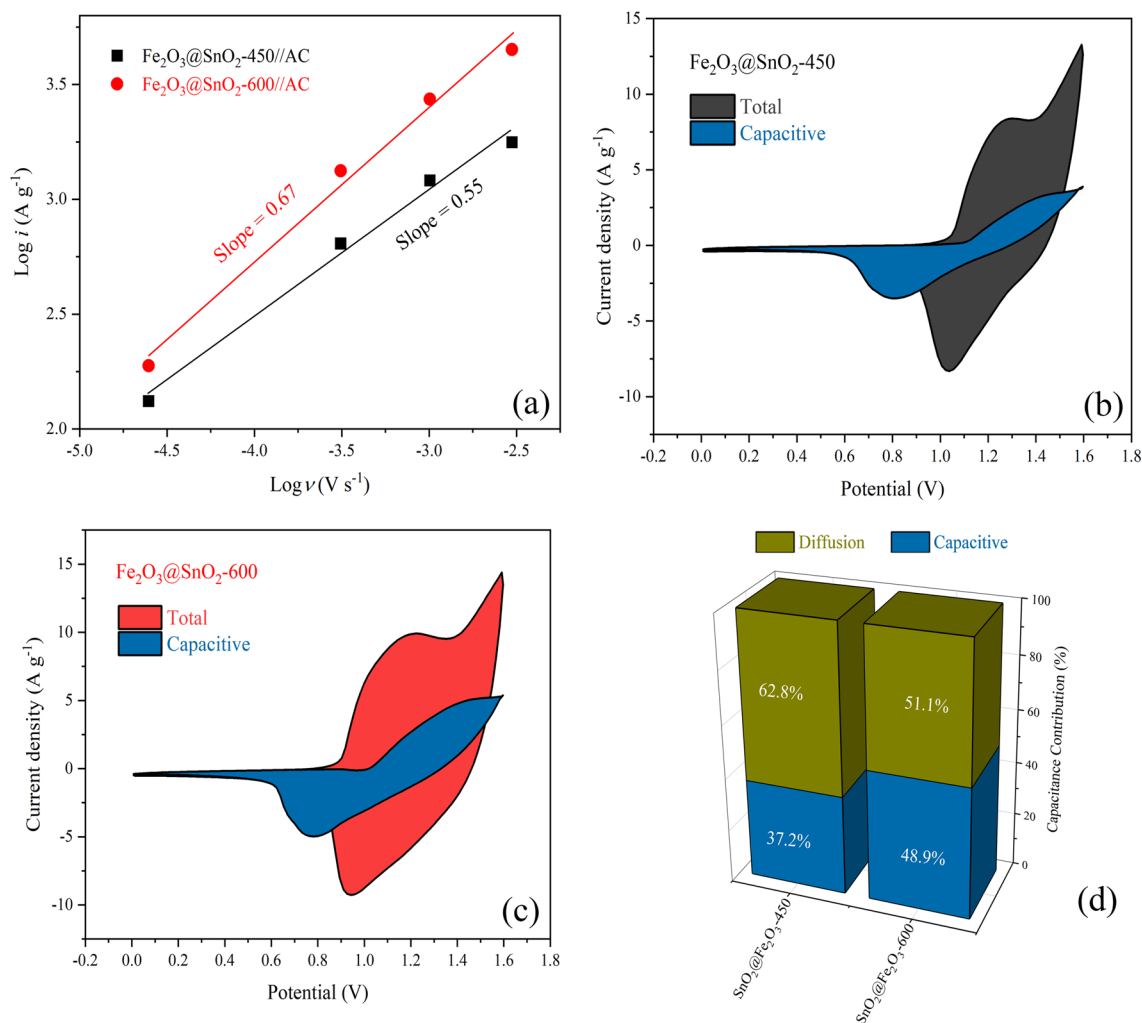 Fe₂O₃@SnO₂-450//AC
Fe₂O₃@SnO₂-600//AC
Slope = 0.67
Slope = 0.55
3.5
3.0
2.5
2.0
-5.0 -4.5 -4.0 -3.5 -3.0 -2.5
Log i (A g⁻¹)
Log ν (V s⁻¹)
(a)
Fe₂O₃@SnO₂-450
Total
Capacitive
15
10
5
0
-5
-10
-0.2 0.0 0.2 0.4 0.6 0.8 1.0 1.2 1.4 1.6 1.8
Current density (A g⁻¹)
Potential (V)
(b)
Fe₂O₃@SnO₂-600
Total
Capacitive
15
10
5
0
-5
-10
-0.2 0.0 0.2 0.4 0.6 0.8 1.0 1.2 1.4 1.6 1.8
Current density (A g⁻¹)
Potential (V)
(c)
Diffusion Capacitive
62.8%
51.1%
37.2%
48.9%
100
80
60
40
20
0
Capacitance Contribution (%)
SnO₂@Fe₂O₃-450
SnO₂@Fe₂O₃-600
(d)